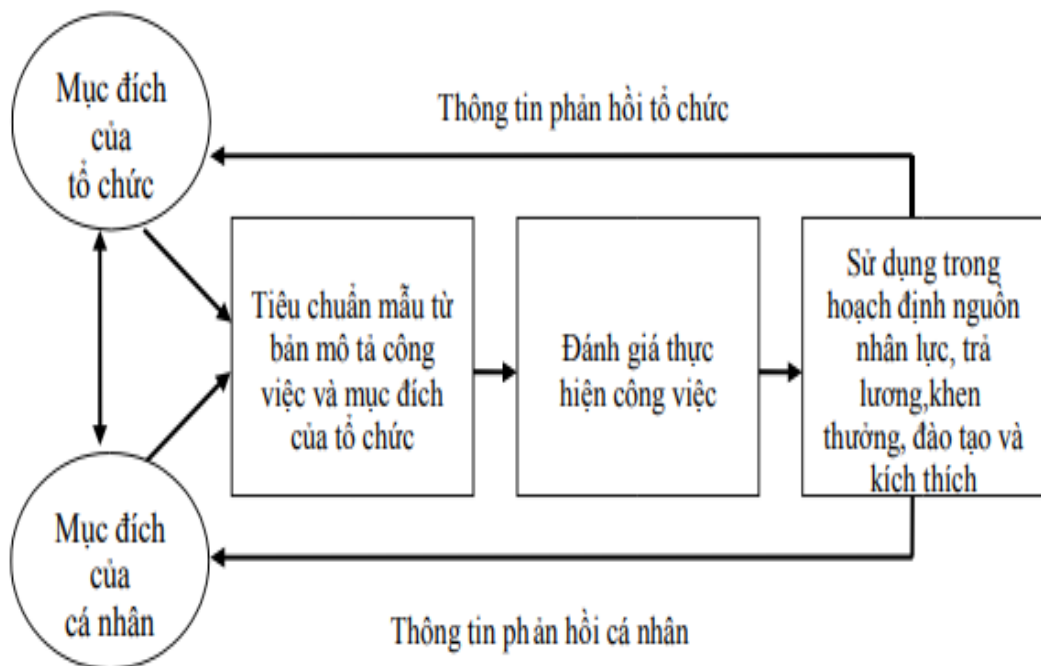 Mục đích
của
tổ chức
Thông tin phản hồi tổ chức
Tiêu chuẩn mẫu từ
bản mô tả công
việc và mục đích
của tổ chức
Đánh giá thực
hiện công việc
Sử dụng trong
hoạch định nguồn
nhân lực, trả
lương,khen
thưởng, đào tạo và
kích thích
Mục đích
của
cá nhân
Thông tin phản hồi cá nhân